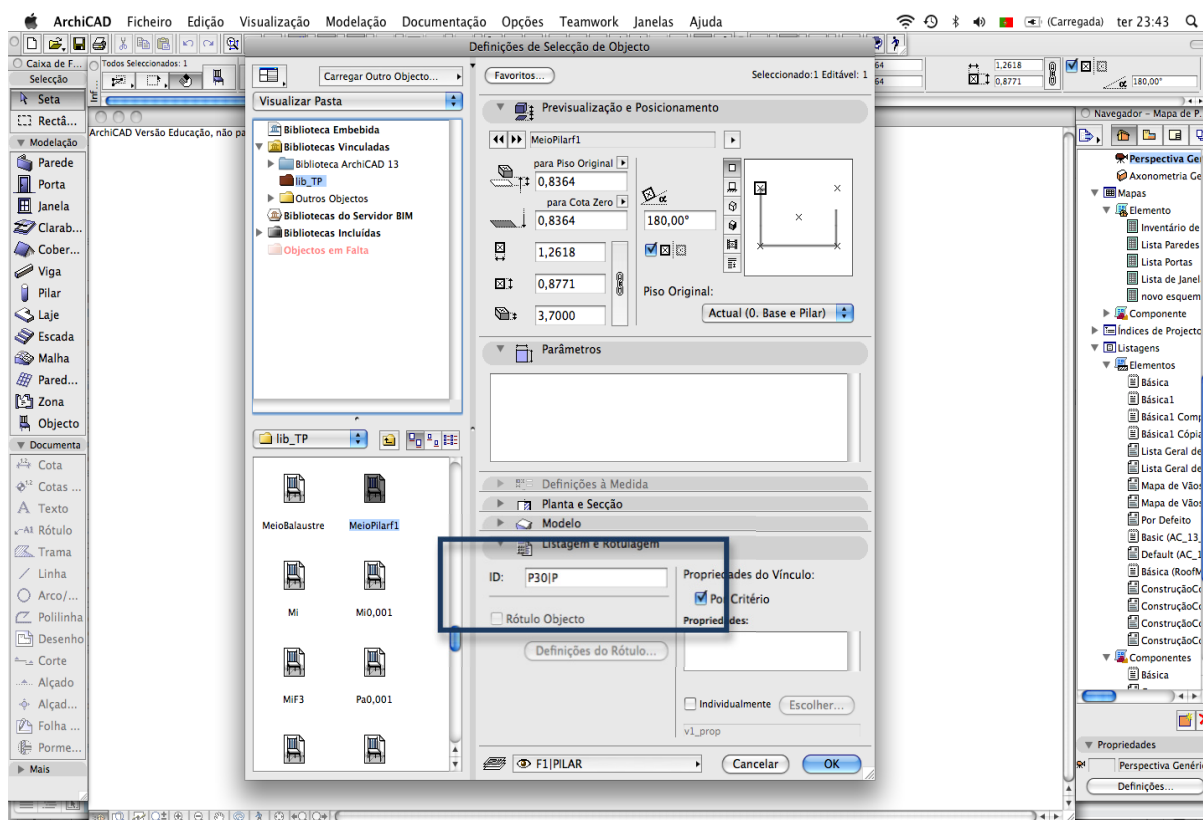 ArchiCAD Ficheiro Edição Visualização Modelação Documentação Opções Teamwork Janelas Ajuda (Carregada) ter 23:43
Definições de Selecção de Objecto
Caixa de F...
Selecção
Seta
Rectâ...
Modelação
Parede
Porta
Janela
Clarab...
Cober...
Viga
Pilar
Laje
Escada
Malha
Pared...
Zona
Objecto
Documenta
Cota
Cotas ...
Texto
Rótulo
Trama
Linha
Arco/...
Polilinha
Desenho
Corte
Alçado
Alçad...
Folha ...
Porme...
Mais
Todos Seleccionados: 1
ArchiCAD Versão Educação, não pa
Carregar Outro Objecto...
Visualizar Pasta
Biblioteca Embebida
Bibliotecas Vinculadas
Biblioteca ArchiCAD 13
lib_TP
Outros Objectos
Bibliotecas do Servidor BIM
Bibliotecas Incluídas
Objectos em Falta
lib_TP
MeioBalaustre MeioPilarf1
Mi Mi0,001
MiF3 Pa0,001
Favoritos...
Seleccionado:1 Editável: 1
Previsualização e Posicionamento
MeioPilarf1
para Piso Original
0,8364
para Cota Zero
0,8364
180,00°
1,2618
0,8771
3,7000
Piso Original:
Actual (0. Base e Pilar)
Parâmetros
Definições à Medida
Planta e Secção
Modelo
Listagem e Rotulagem
ID: P30|P
Rótulo Objecto
Definições do Rótulo...
Propriedades do Vínculo:
Por Critério
Propriedades:
Individualmente Escolher...
v1_prop
F1|PILAR
Cancelar OK
1,2618
0,8771
180,00°
Navegador – Mapa de P.
Perspectiva Ge
Axonometria Ge
Mapas
Elemento
Inventário de
Lista Paredes
Lista Portas
Lista de Janel
novo esquem
Componente
Índices de Projecto
Listagens
Elementos
Básica
Básica1
Básica1 Comp
Básica1 Cópia
Lista Geral de
Lista Geral de
Mapa de Vãos
Mapa de Vãos
Por Defeito
Basic (AC_13_
Default (AC_1
Básica (RoofM
ConstruçãoCo
ConstruçãoCo
ConstruçãoCo
ConstruçãoCo
Componentes
Básica
Propriedades
Perspectiva Genéri
Definições...